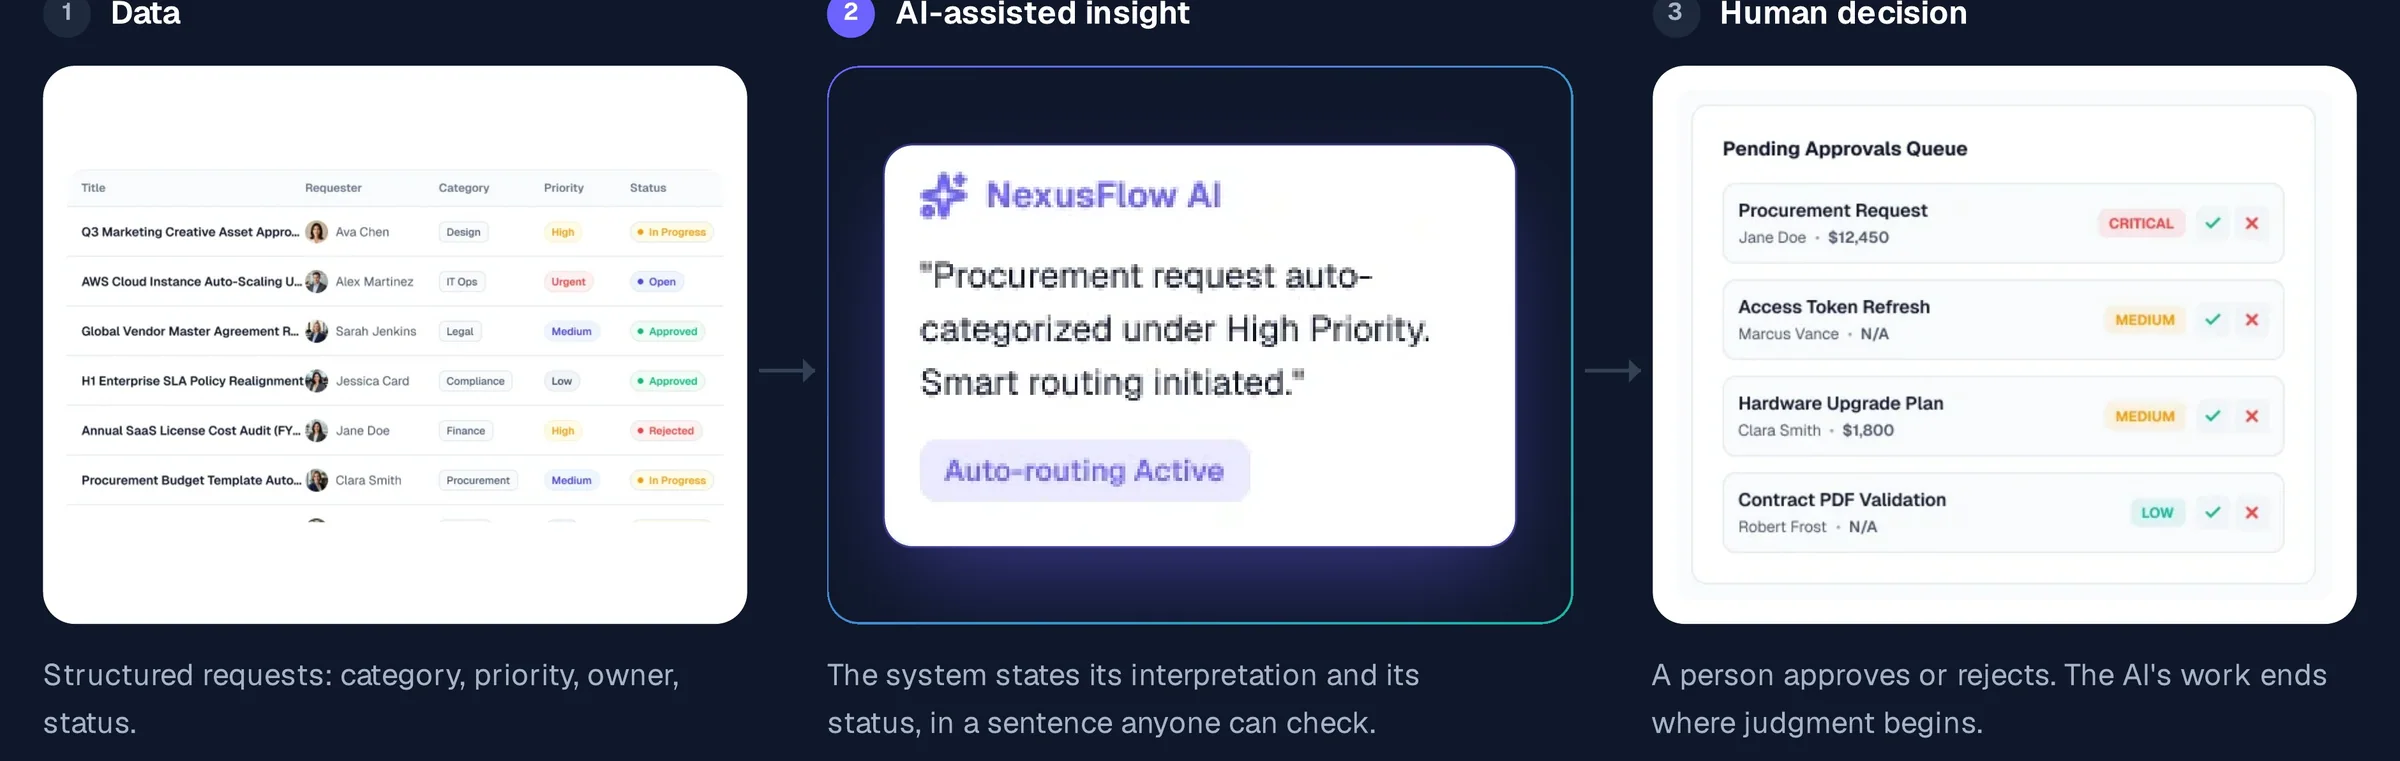 1 Data
Title Requester Category Priority Status
Q3 Marketing Creative Asset Appro... Ava Chen Design High In Progress
AWS Cloud Instance Auto-Scaling U... Alex Martinez IT Ops Urgent Open
Global Vendor Master Agreement R... Sarah Jenkins Legal Medium Approved
H1 Enterprise SLA Policy Realignment Jessica Card Compliance Low Approved
Annual SaaS License Cost Audit (FY... Jane Doe Finance High Rejected
Procurement Budget Template Auto... Clara Smith Procurement Medium In Progress
Structured requests: category, priority, owner,
status.
2 AI-assisted insight
NexusFlow AI
"Procurement request auto-
categorized under High Priority.
Smart routing initiated."
Auto-routing Active
The system states its interpretation and its
status, in a sentence anyone can check.
3 Human decision
Pending Approvals Queue
Procurement Request
Jane Doe • $12,450
CRITICAL
Access Token Refresh
Marcus Vance • N/A
MEDIUM
Hardware Upgrade Plan
Clara Smith • $1,800
MEDIUM
Contract PDF Validation
Robert Frost • N/A
LOW
A person approves or rejects. The AI's work ends
where judgment begins.